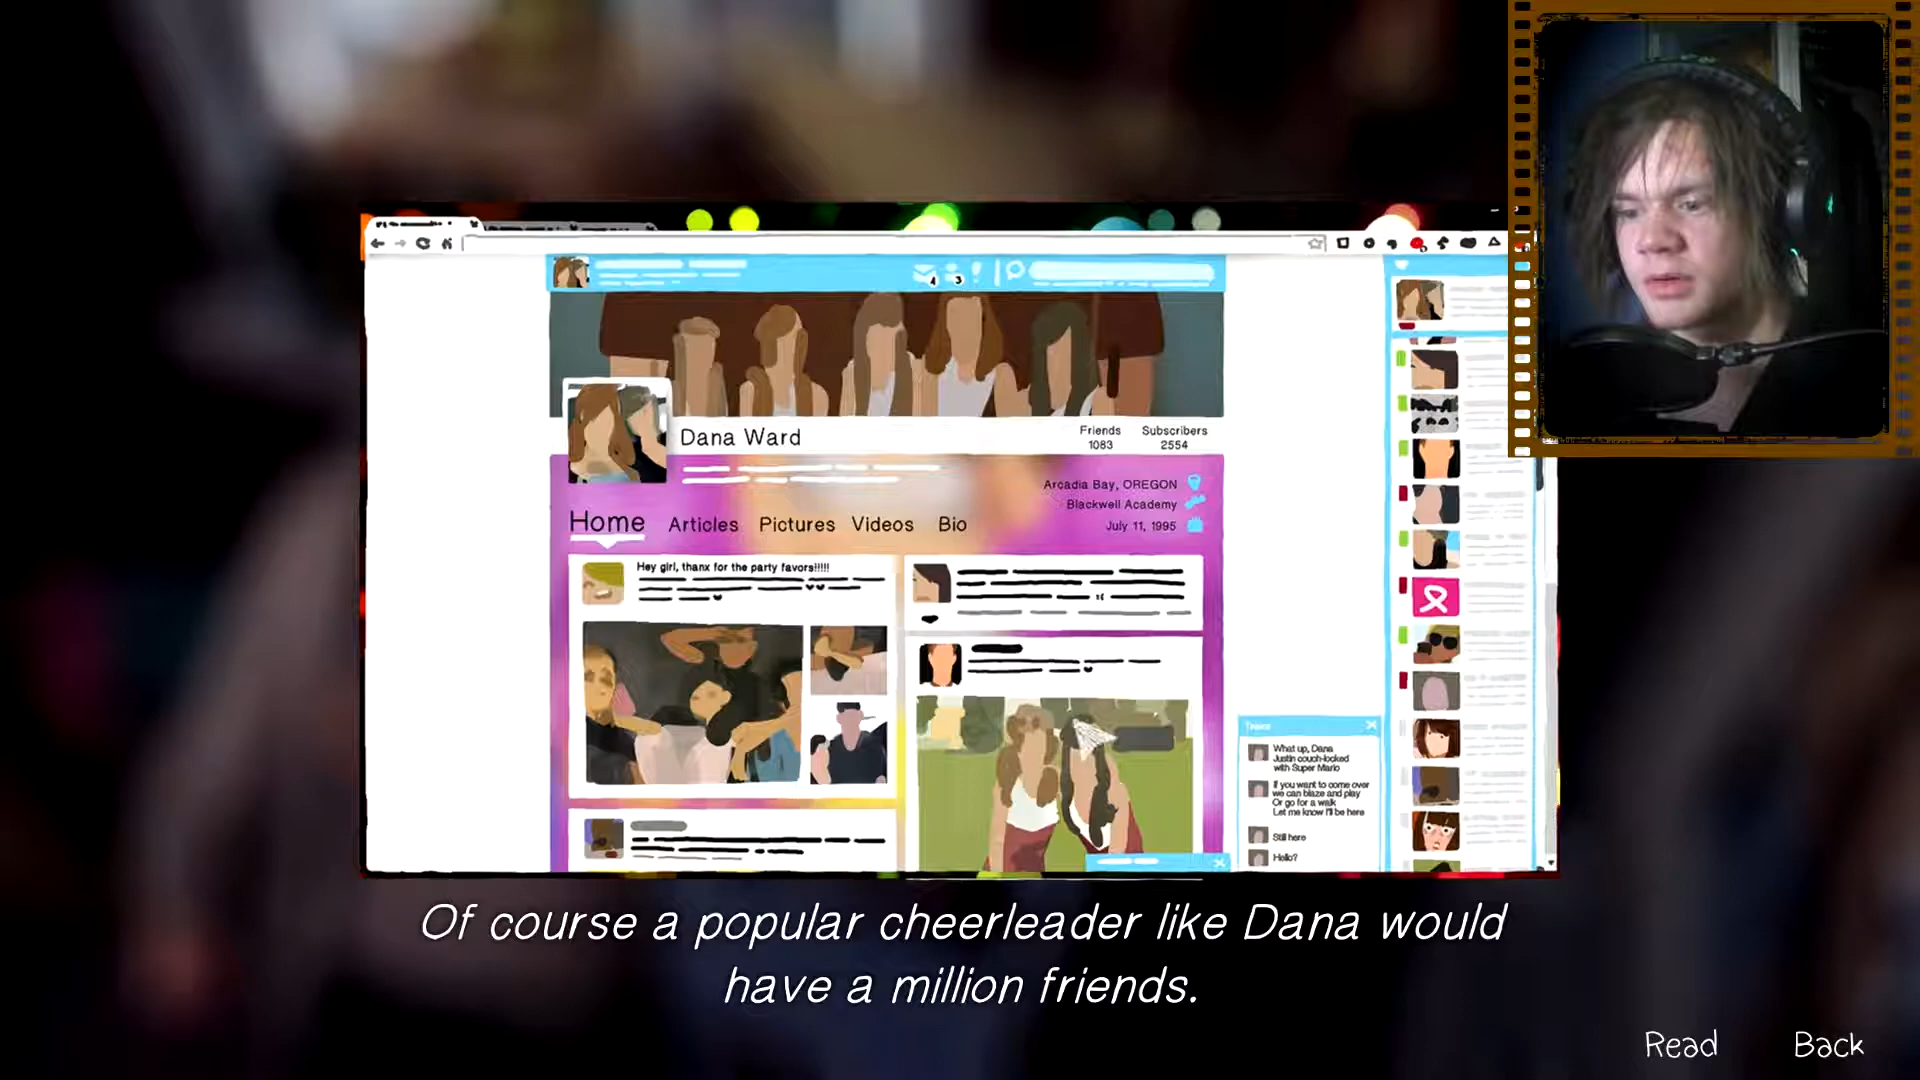 4
3
Dana Ward
Friends
1083
Subscribers
2554
Arcadia Bay, OREGON
Blackwell Academy
July 11, 1995
Home
Articles
Pictures
Videos
Bio
Hey girl, thanx for the party favors!!!!!
What up, Dana
Justin couch-locked
with Super Mario
If you want to come over
we can blaze and play
Or go for a walk
Let me know I'll be here
Still here
Hello?
Of course a popular cheerleader like Dana would
have a million friends.
Read
Back